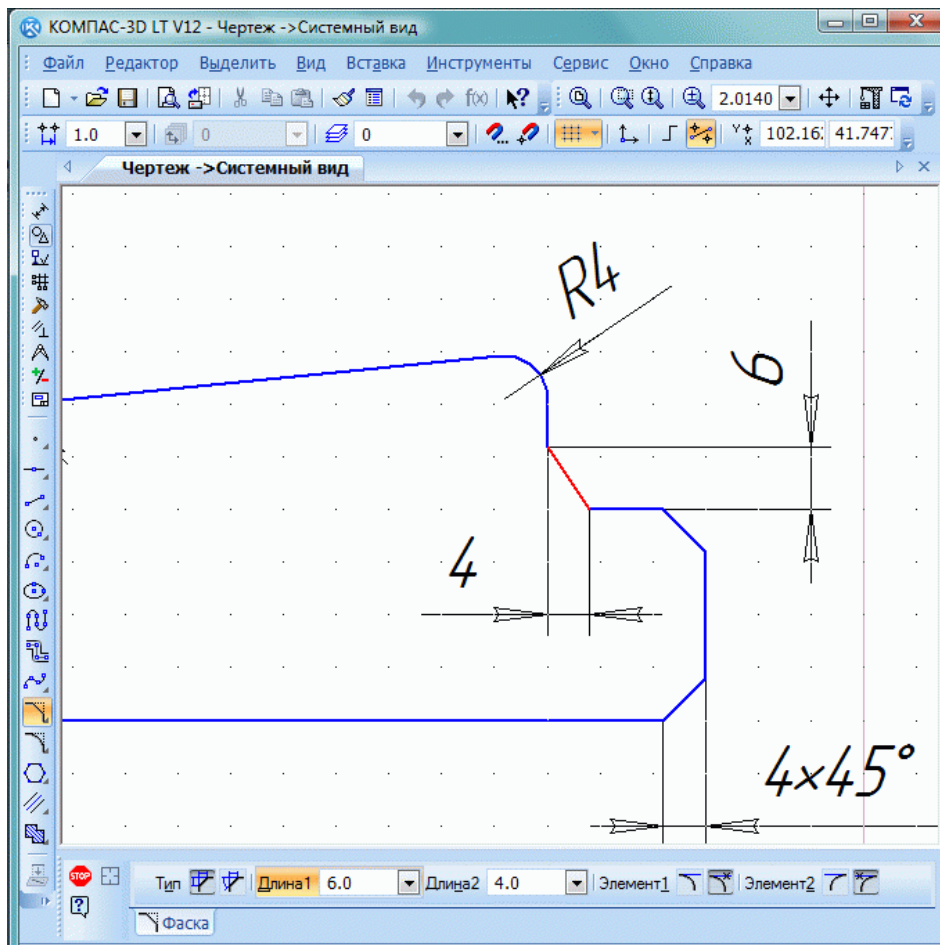 КОМПАС-3D LT V12 - Чертеж ->Системный вид
Файл Редактор Выделить Вид Вставка Инструменты Сервис Окно Справка
f(x) 2.0140
1.0 0 0 102.16 41.747
Чертеж ->Системный вид
R4
6
4
4×45°
STOP Тип Длина1 6.0 Длина2 4.0 Элемент1 Элемент2
Фаска